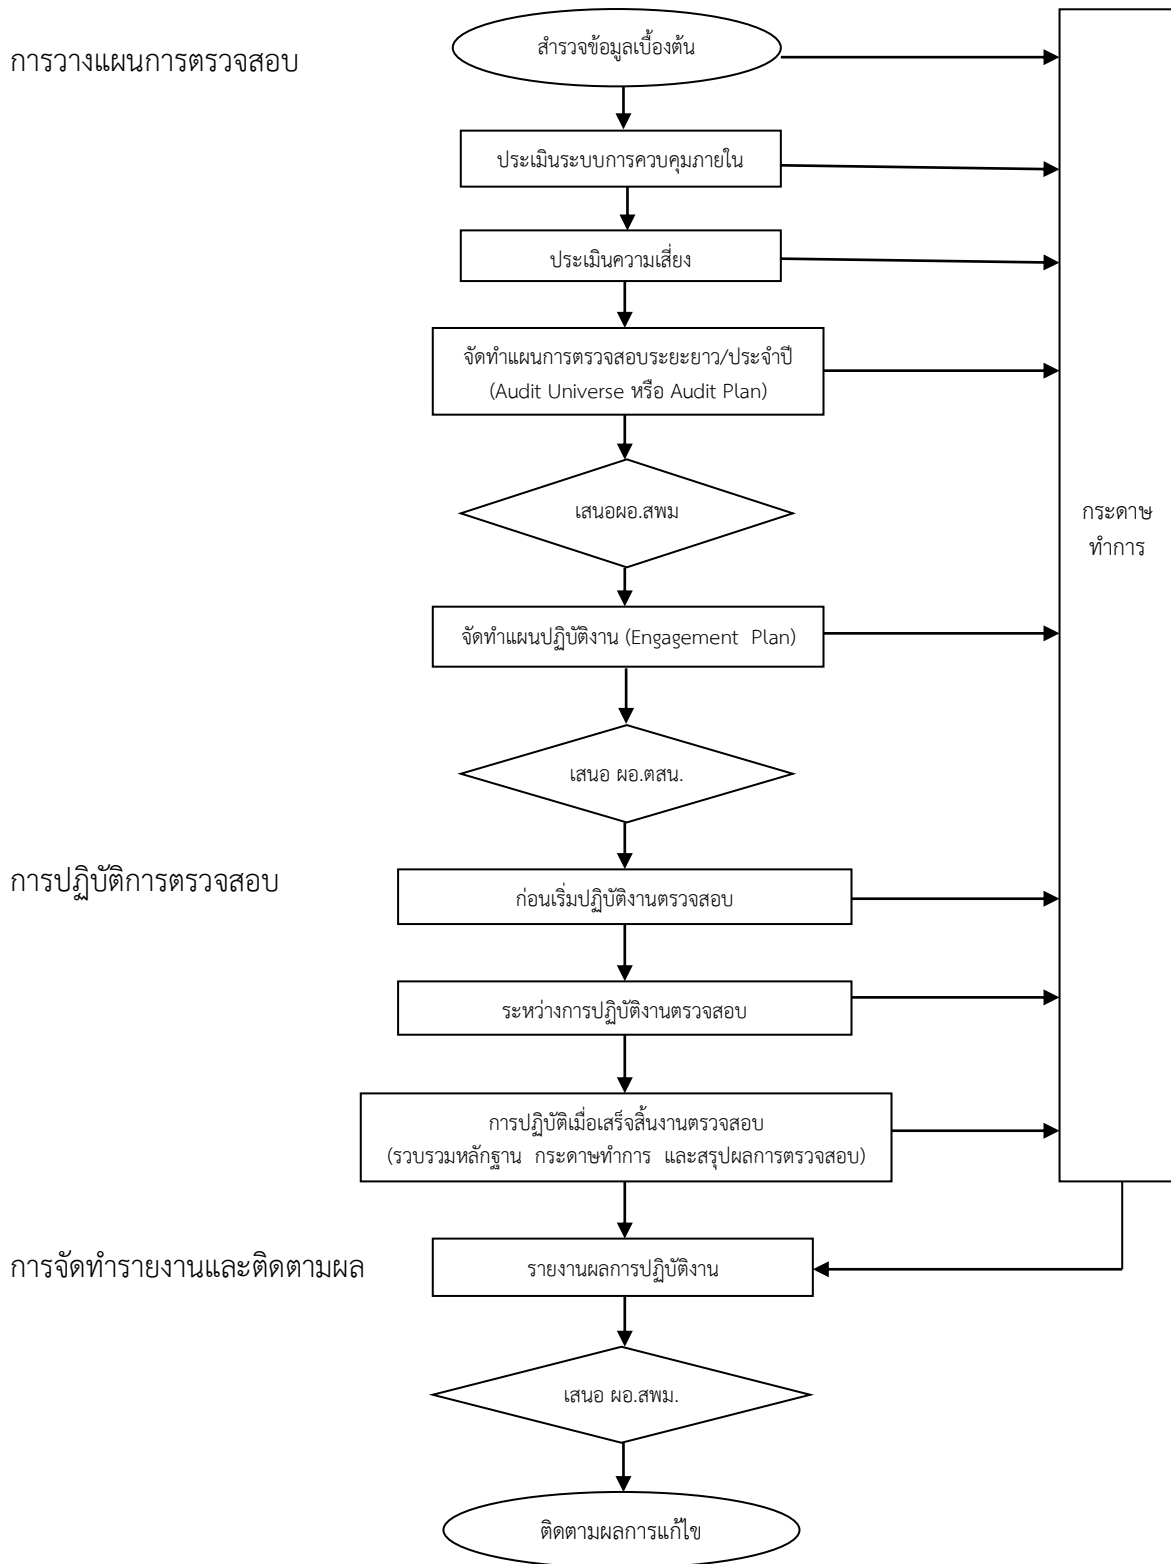 การวางแผนการตรวจสอบ
สำรวจข้อมูลเบื้องต้น
ประเมินระบบการควบคุมภายใน
ประเมินความเสี่ยง
จัดทำแผนการตรวจสอบระยะยาว/ประจำปี
(Audit Universe หรือ Audit Plan)
เสนอผอ.สพม
กระดาษ
ทำการ
จัดทำแผนปฏิบัติงาน (Engagement Plan)
เสนอ ผอ.ตสน.
การปฏิบัติการตรวจสอบ
ก่อนเริ่มปฏิบัติงานตรวจสอบ
ระหว่างการปฏิบัติงานตรวจสอบ
การปฏิบัติเมื่อเสร็จสิ้นงานตรวจสอบ
(รวบรวมหลักฐาน กระดาษทำการ และสรุปผลการตรวจสอบ)
การจัดทำรายงานและติดตามผล
รายงานผลการปฏิบัติงาน
เสนอ ผอ.สพม.
ติดตามผลการแก้ไข